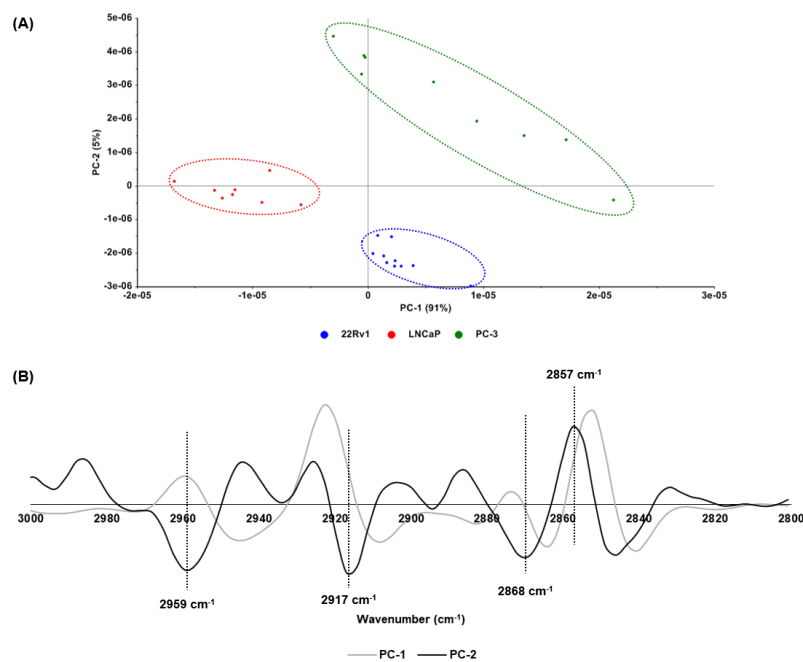 (A)
5e-06
4e-06
3e-06
2e-06
1e-06
0
-1e-06
-2e-06
-3e-06
PC-2 (5%)
-2e-05 -1e-05 0 1e-05 2e-05 3e-05
PC-1 (91%)
22Rv1 LNCaP PC-3
(B)
2857 cm-1
3000 2980 2960 2940 2920 2900 2880 2860 2840 2820 2800
2959 cm-1 2917 cm-1 2868 cm-1
Wavenumber (cm-1)
PC-1 PC-2